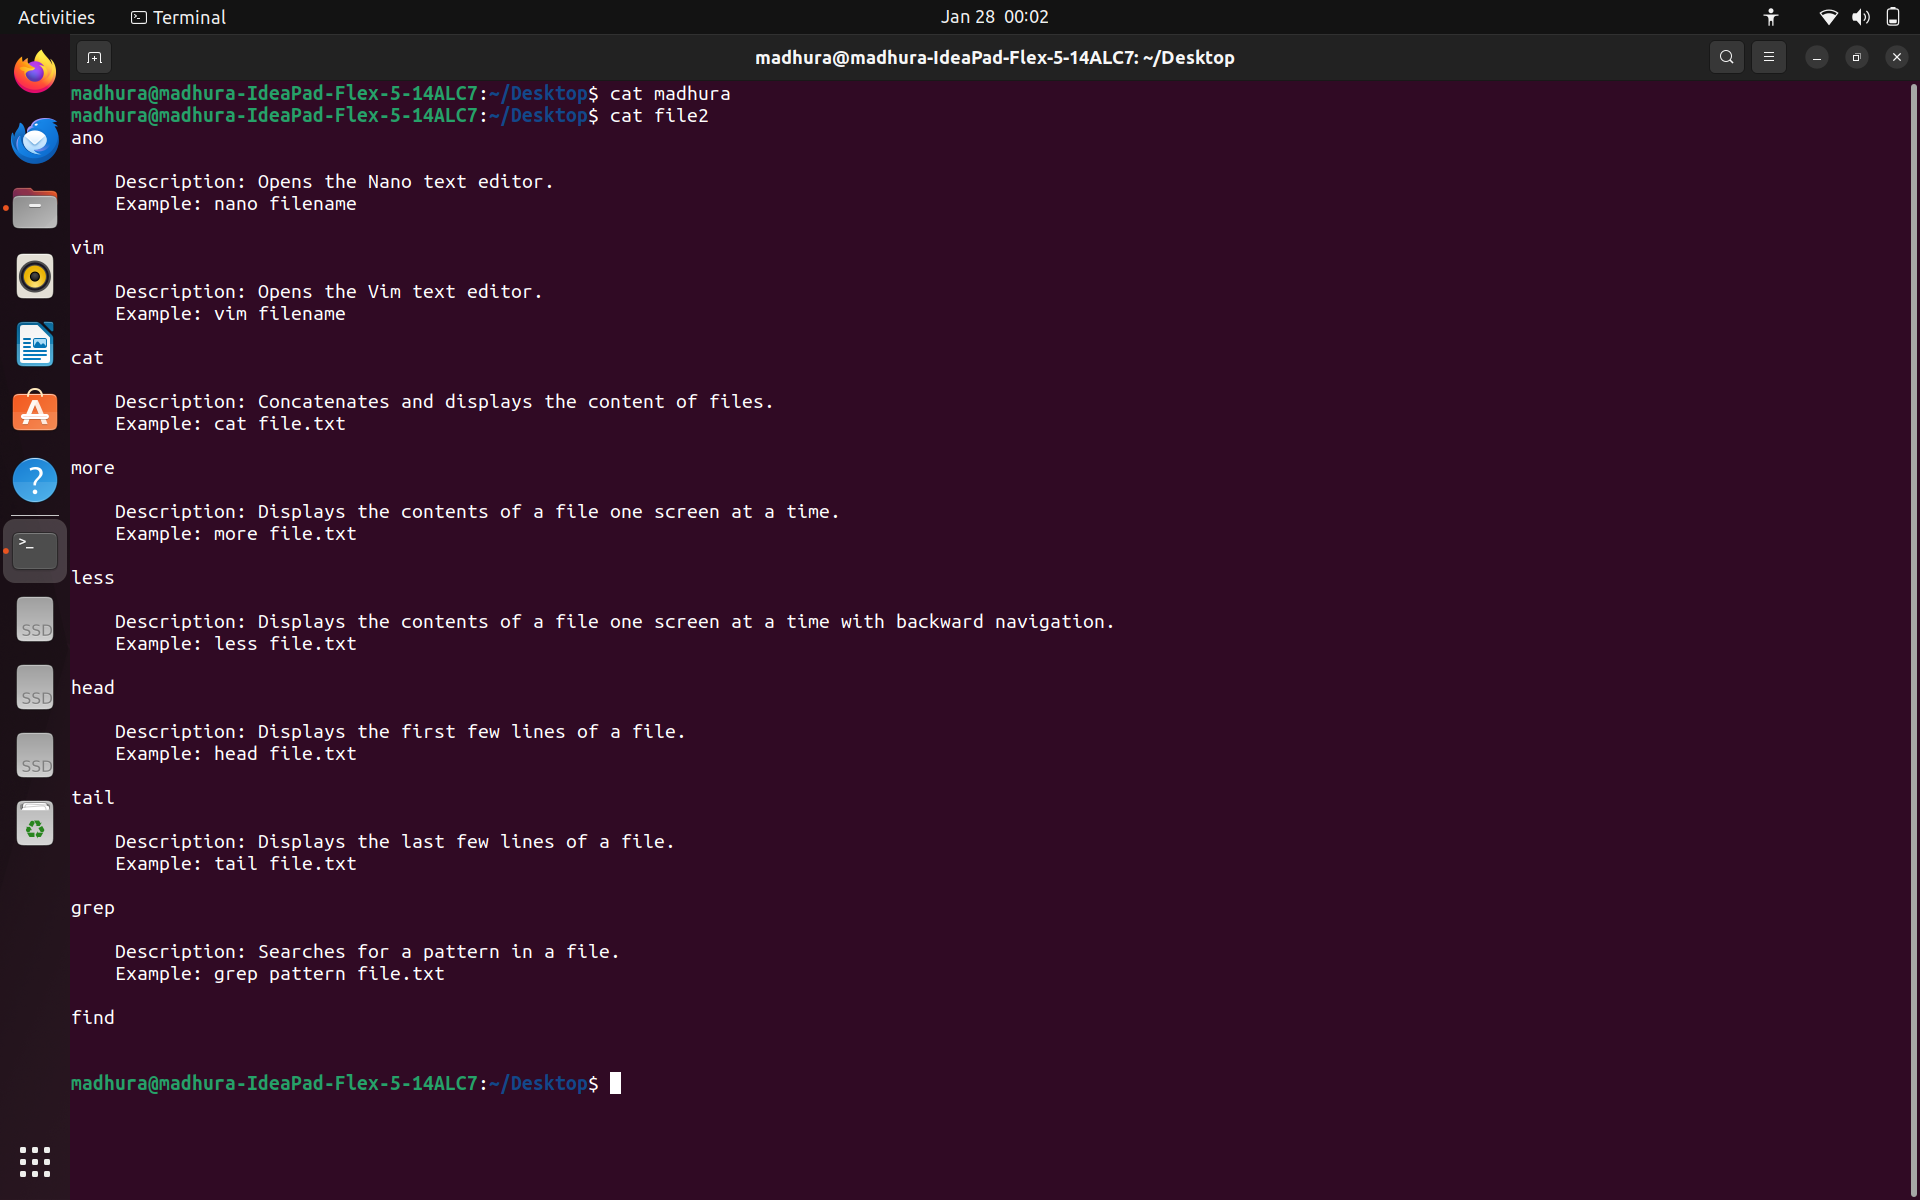 Activities
Terminal
Jan 28 00:02
madhura@madhura-IdeaPad-Flex-5-14ALC7: ~/Desktop
madhura@madhura-IdeaPad-Flex-5-14ALC7:~/Desktop$ cat madhura
madhura@madhura-IdeaPad-Flex-5-14ALC7:~/Desktop$ cat file2
ano
Description: Opens the Nano text editor.
Example: nano filename
vim
Description: Opens the Vim text editor.
Example: vim filename
cat
Description: Concatenates and displays the content of files.
Example: cat file.txt
more
Description: Displays the contents of a file one screen at a time.
Example: more file.txt
less
Description: Displays the contents of a file one screen at a time with backward navigation.
Example: less file.txt
head
Description: Displays the first few lines of a file.
Example: head file.txt
tail
Description: Displays the last few lines of a file.
Example: tail file.txt
grep
Description: Searches for a pattern in a file.
Example: grep pattern file.txt
find
madhura@madhura-IdeaPad-Flex-5-14ALC7:~/Desktop$
?
>_
SSD
SSD
SSD